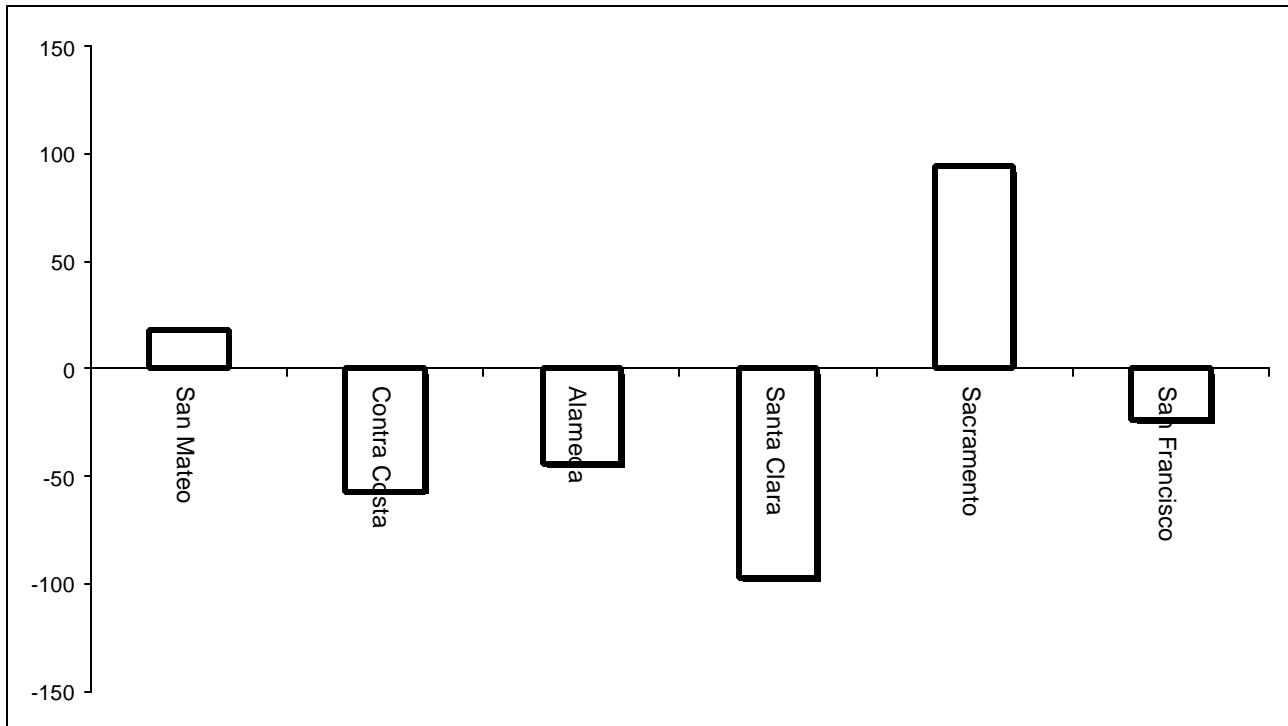 150
100
50
0
-50
-100
-150
San Mateo
Contra Costa
Alameda
Santa Clara
Sacramento
San Francisco